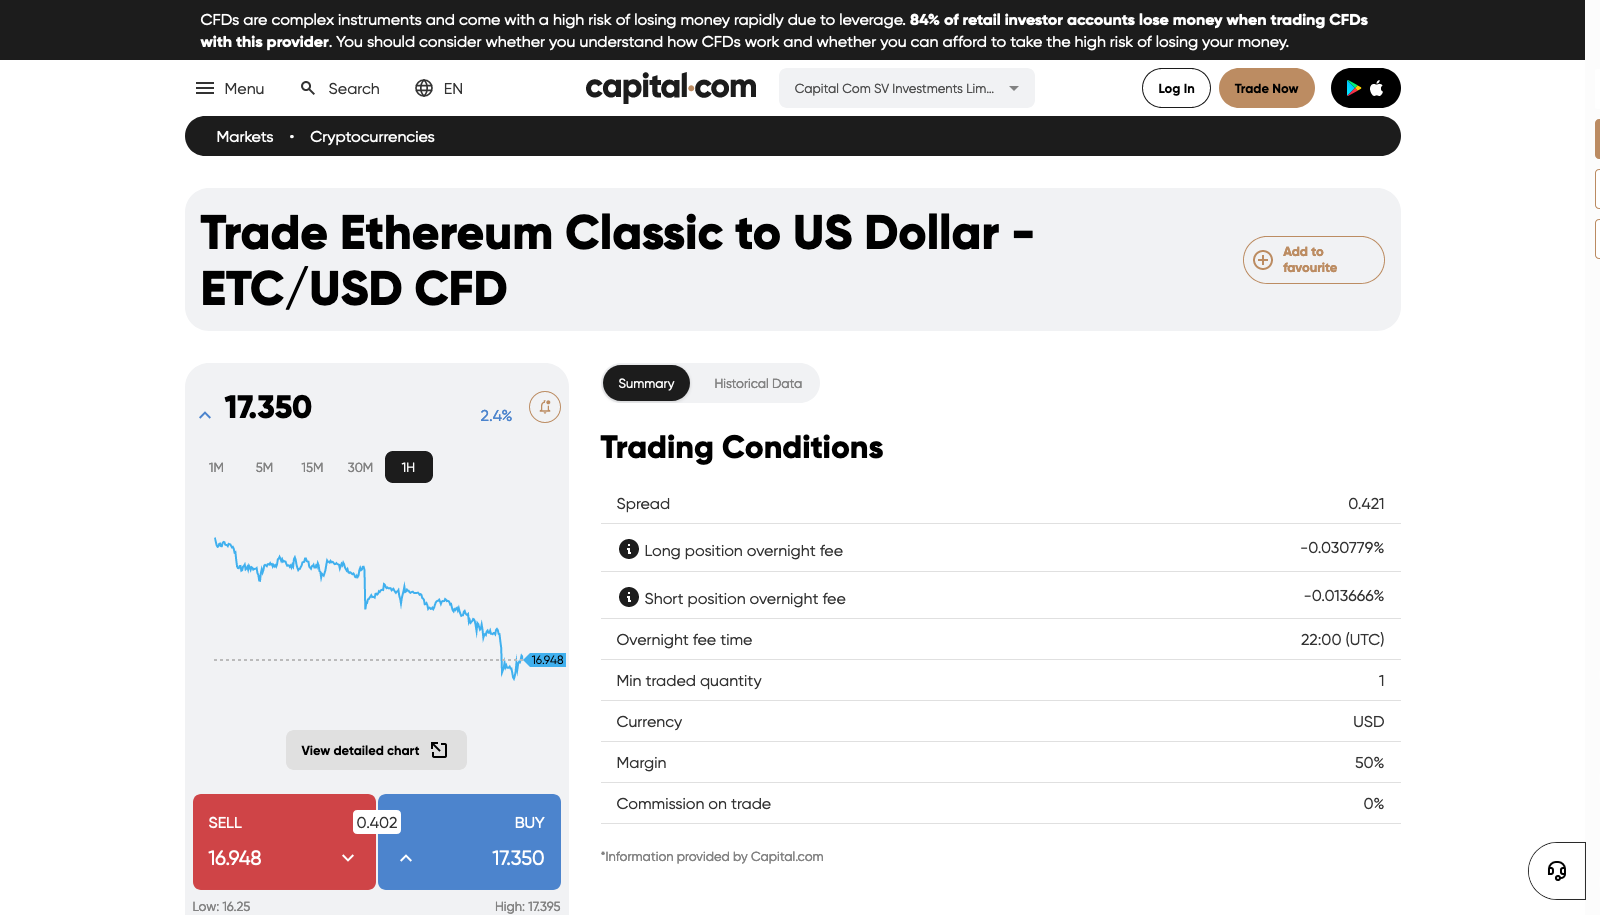 CFDs are complex instruments and come with a high risk of losing money rapidly due to leverage. 84% of retail investor accounts lose money when trading CFDs
with this provider. You should consider whether you understand how CFDs work and whether you can afford to take the high risk of losing your money.
Menu Search EN capital.com Capital Com SV Investments Lim... Log In Trade Now
Markets • Cryptocurrencies
Trade Ethereum Classic to US Dollar -
ETC/USD CFD
Add to
favourite
17.350 2.4%
1M 5M 15M 30M 1H
16.948
View detailed chart
SELL 0.402 BUY
16.948 17.350
Low: 16.25 High: 17.395
Summary Historical Data
Trading Conditions
Spread 0.421
Long position overnight fee -0.030779%
Short position overnight fee -0.013666%
Overnight fee time 22:00 (UTC)
Min traded quantity 1
Currency USD
Margin 50%
Commission on trade 0%
*Information provided by Capital.com